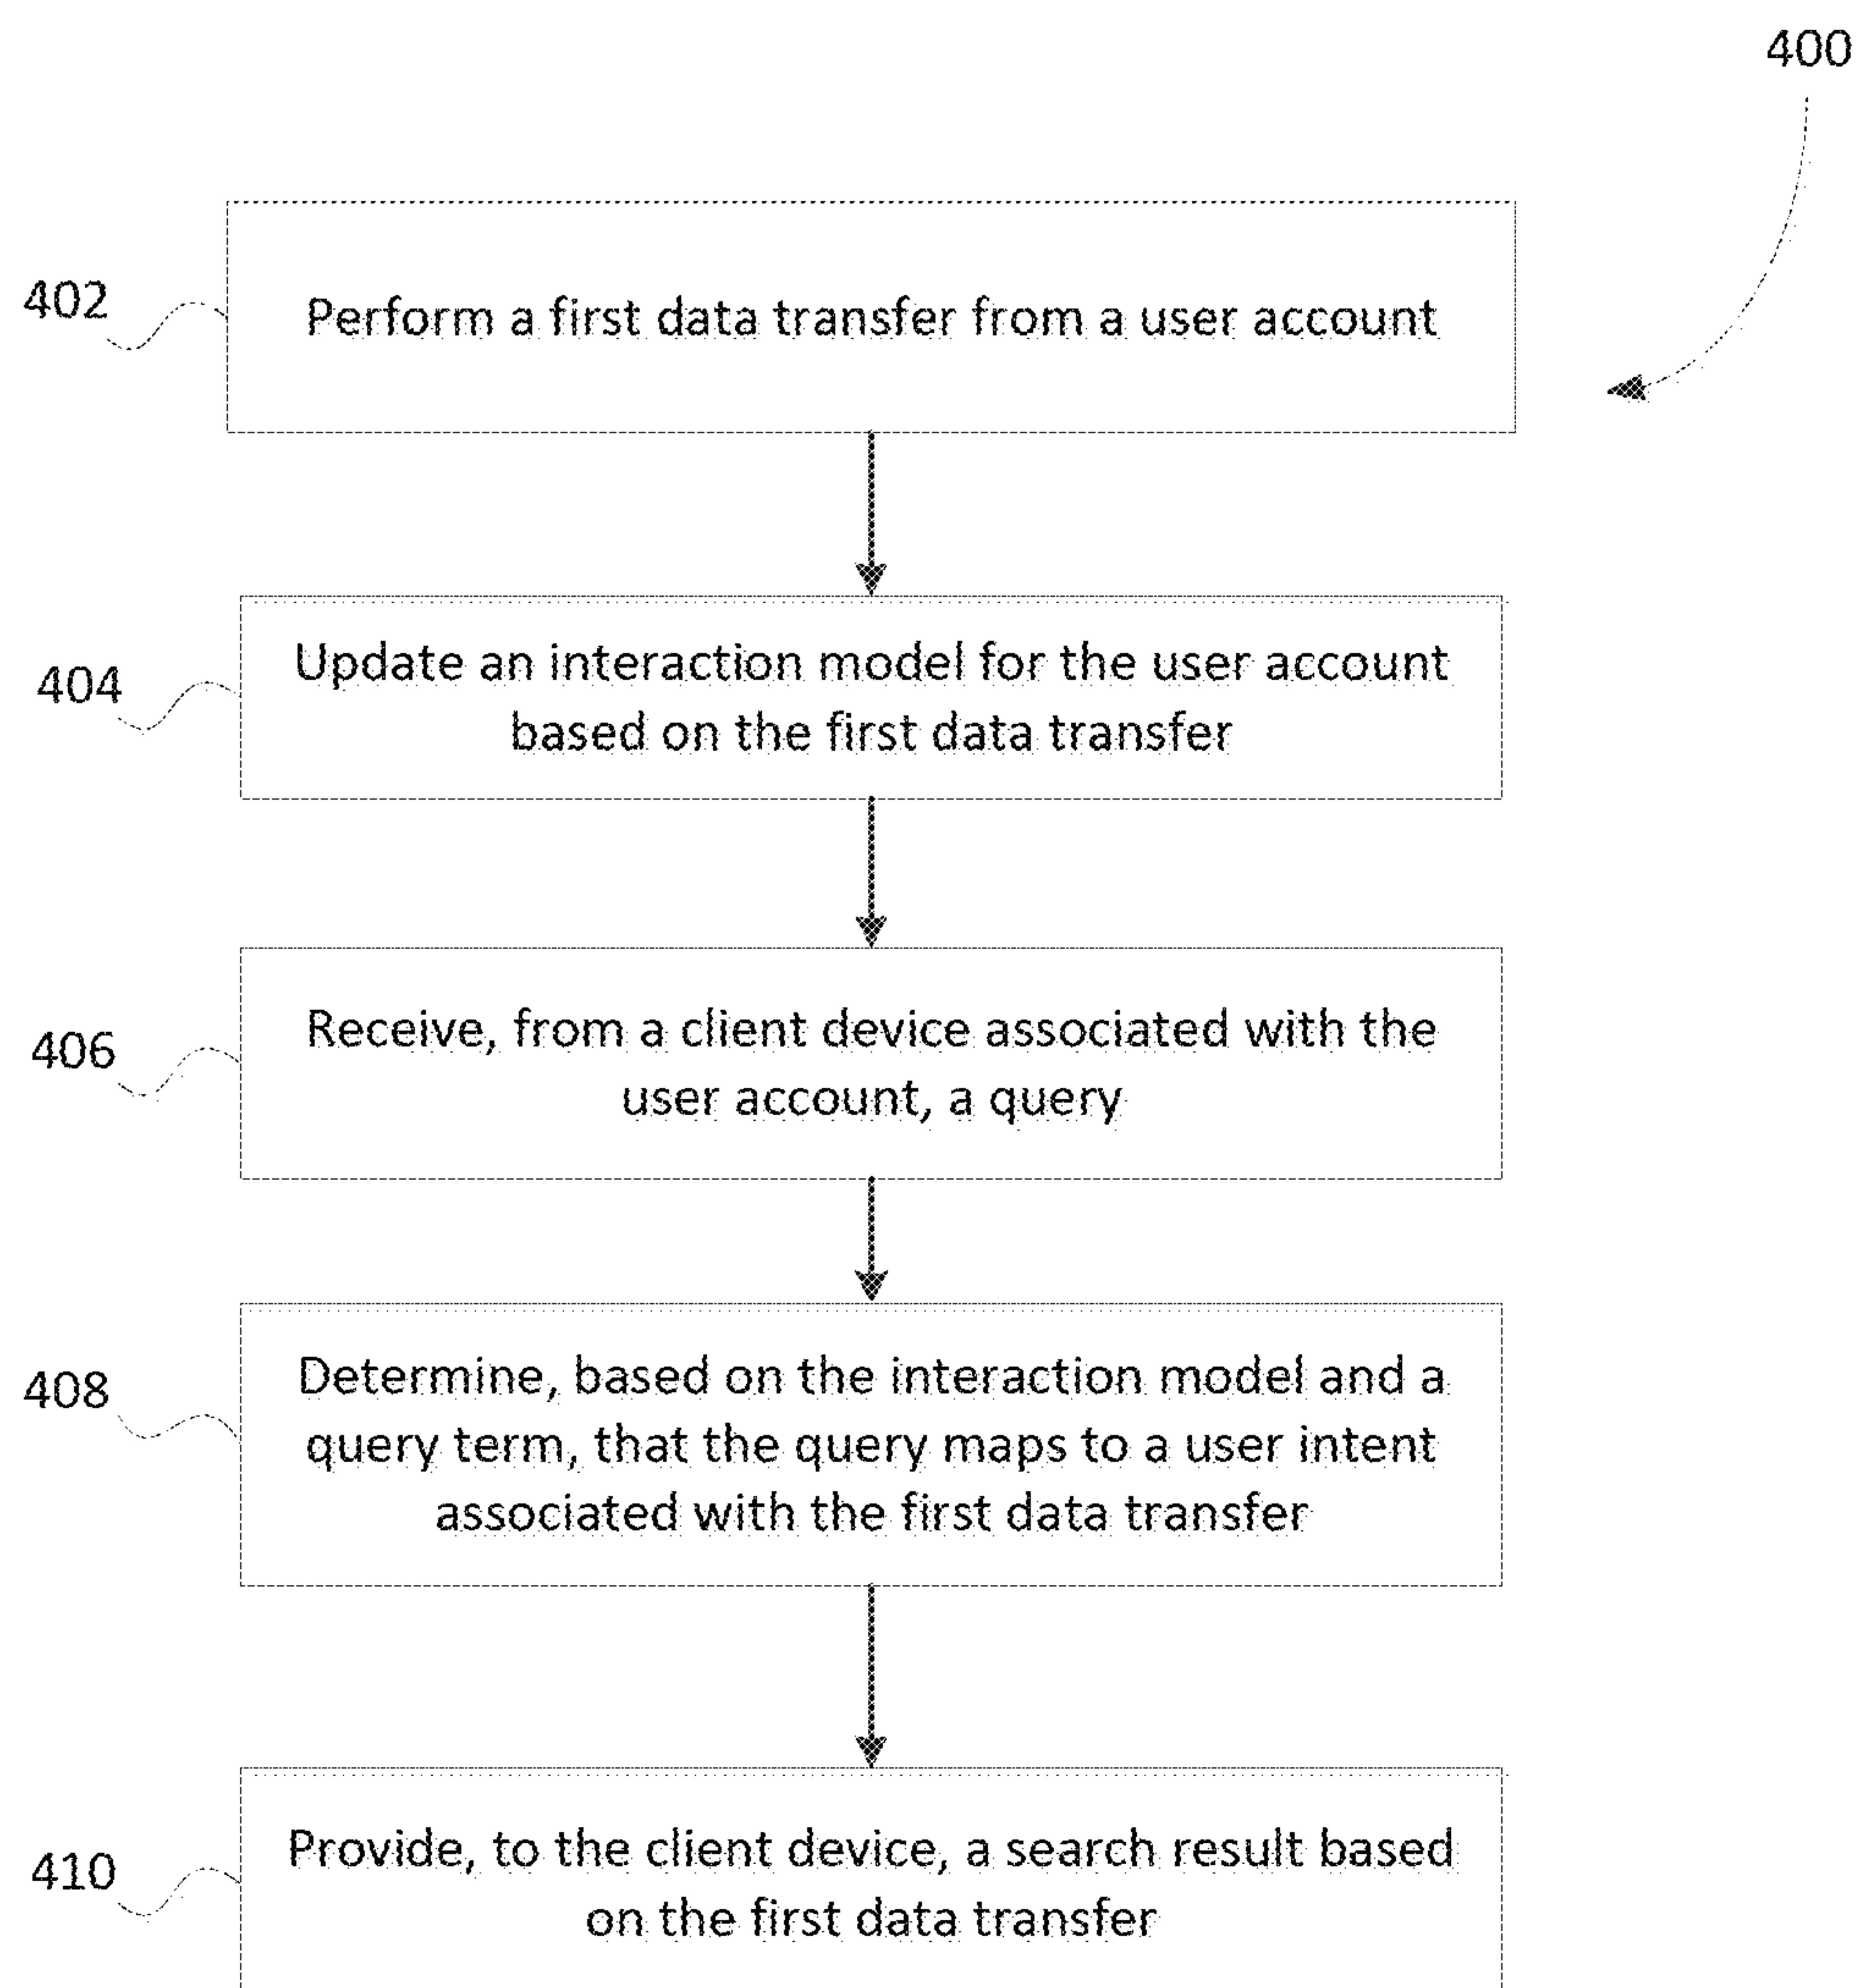 400
402
Perform a first data transfer from a user account
404
Update an interaction model for the user account
based on the first data transfer
406
Receive, from a client device associated with the
user account, a query
408
Determine, based on the interaction model and a
query term, that the query maps to a user intent
associated with the first data transfer
410
Provide, to the client device, a search result based
on the first data transfer